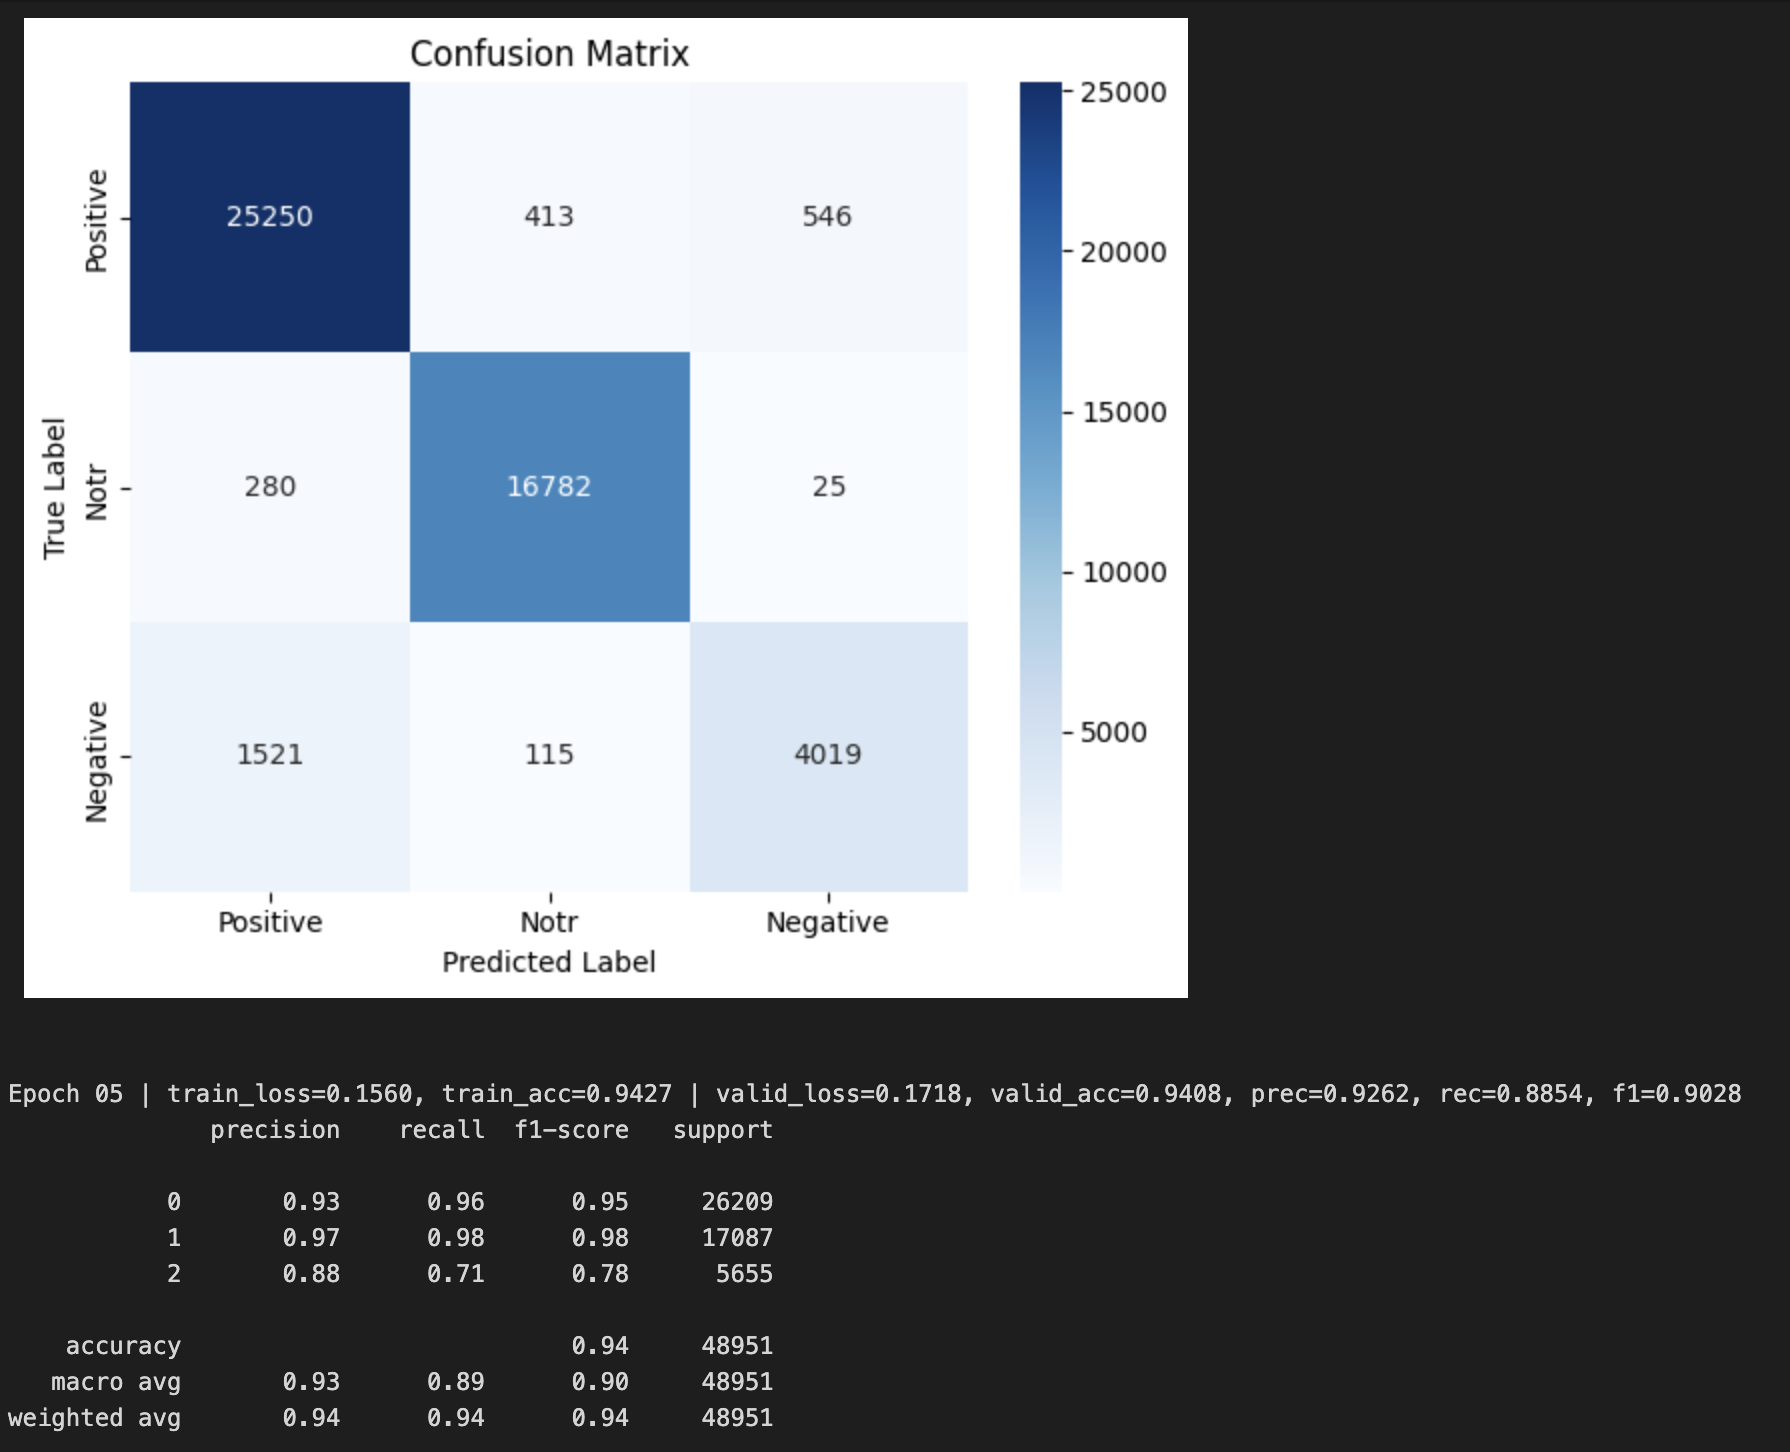 Confusion Matrix
25000
20000
15000
10000
5000
True Label
Positive
25250 413 546
Notr
280 16782 25
Negative
1521 115 4019
Positive Notr Negative
Predicted Label
Epoch 05 | train_loss=0.1560, train_acc=0.9427 | valid_loss=0.1718, valid_acc=0.9408, prec=0.9262, rec=0.8854, f1=0.9028
precision recall f1-score support
0 0.93 0.96 0.95 26209
1 0.97 0.98 0.98 17087
2 0.88 0.71 0.78 5655
accuracy 0.94 48951
macro avg 0.93 0.89 0.90 48951
weighted avg 0.94 0.94 0.94 48951